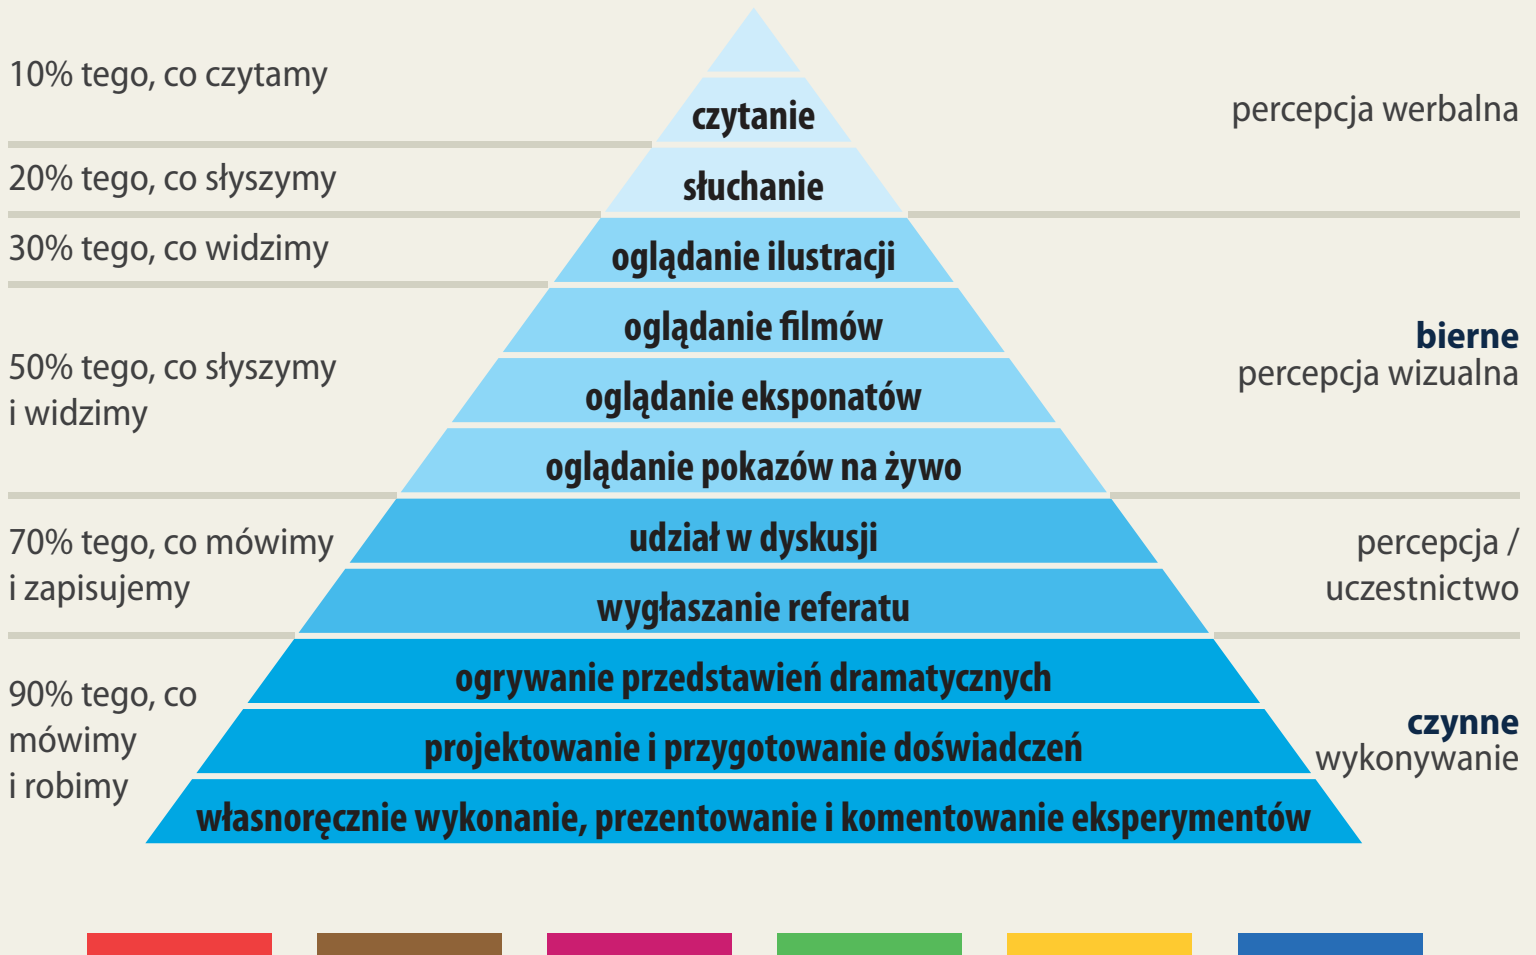 10% tego, co czytamy
czytanie
percepcja werbalna
20% tego, co słyszymy
słuchanie
30% tego, co widzimy
oglądanie ilustracji
oglądanie filmów
50% tego, co słyszymy
i widzimy
oglądanie eksponatów
oglądanie pokazów na żywo
bierne
percepcja wizualna
70% tego, co mówimy
i zapisujemy
udział w dyskusji
wygłaszanie referatu
percepcja /
uczestnictwo
90% tego, co
mówimy
i robimy
ogrywanie przedstawień dramatycznych
projektowanie i przygotowanie doświadczeń
własnoręcznie wykonanie, prezentowanie i komentowanie eksperymentów
czynne
wykonywanie